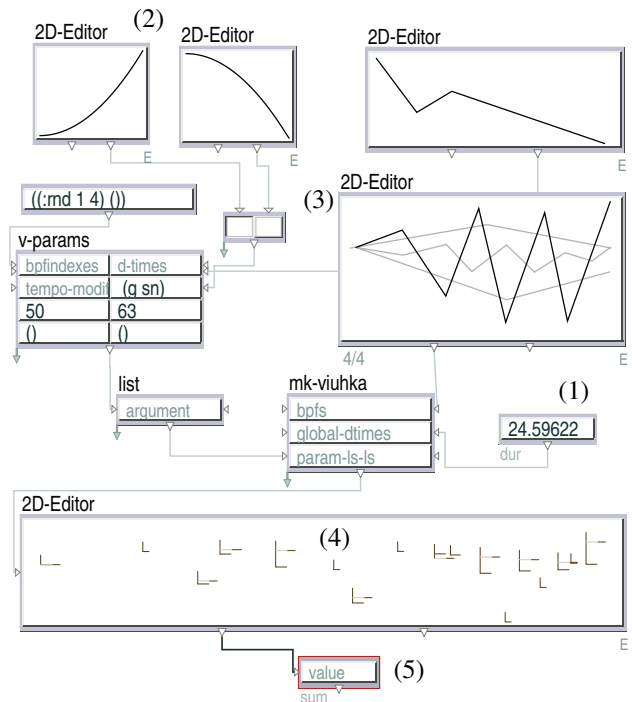 (2)
2D-Editor
2D-Editor
2D-Editor
E
E
E
((:rnd 1 4) ())
(3)
2D-Editor
v-params
bpfindexes d-times
tempo-modif (g sn)
50 63
() ()
4/4
E
list
argument
mk-viuhka
bpfs
global-dtimes
param-ls-ls
(1)
24.59622
dur
2D-Editor
(4)
E
value
(5)
sum